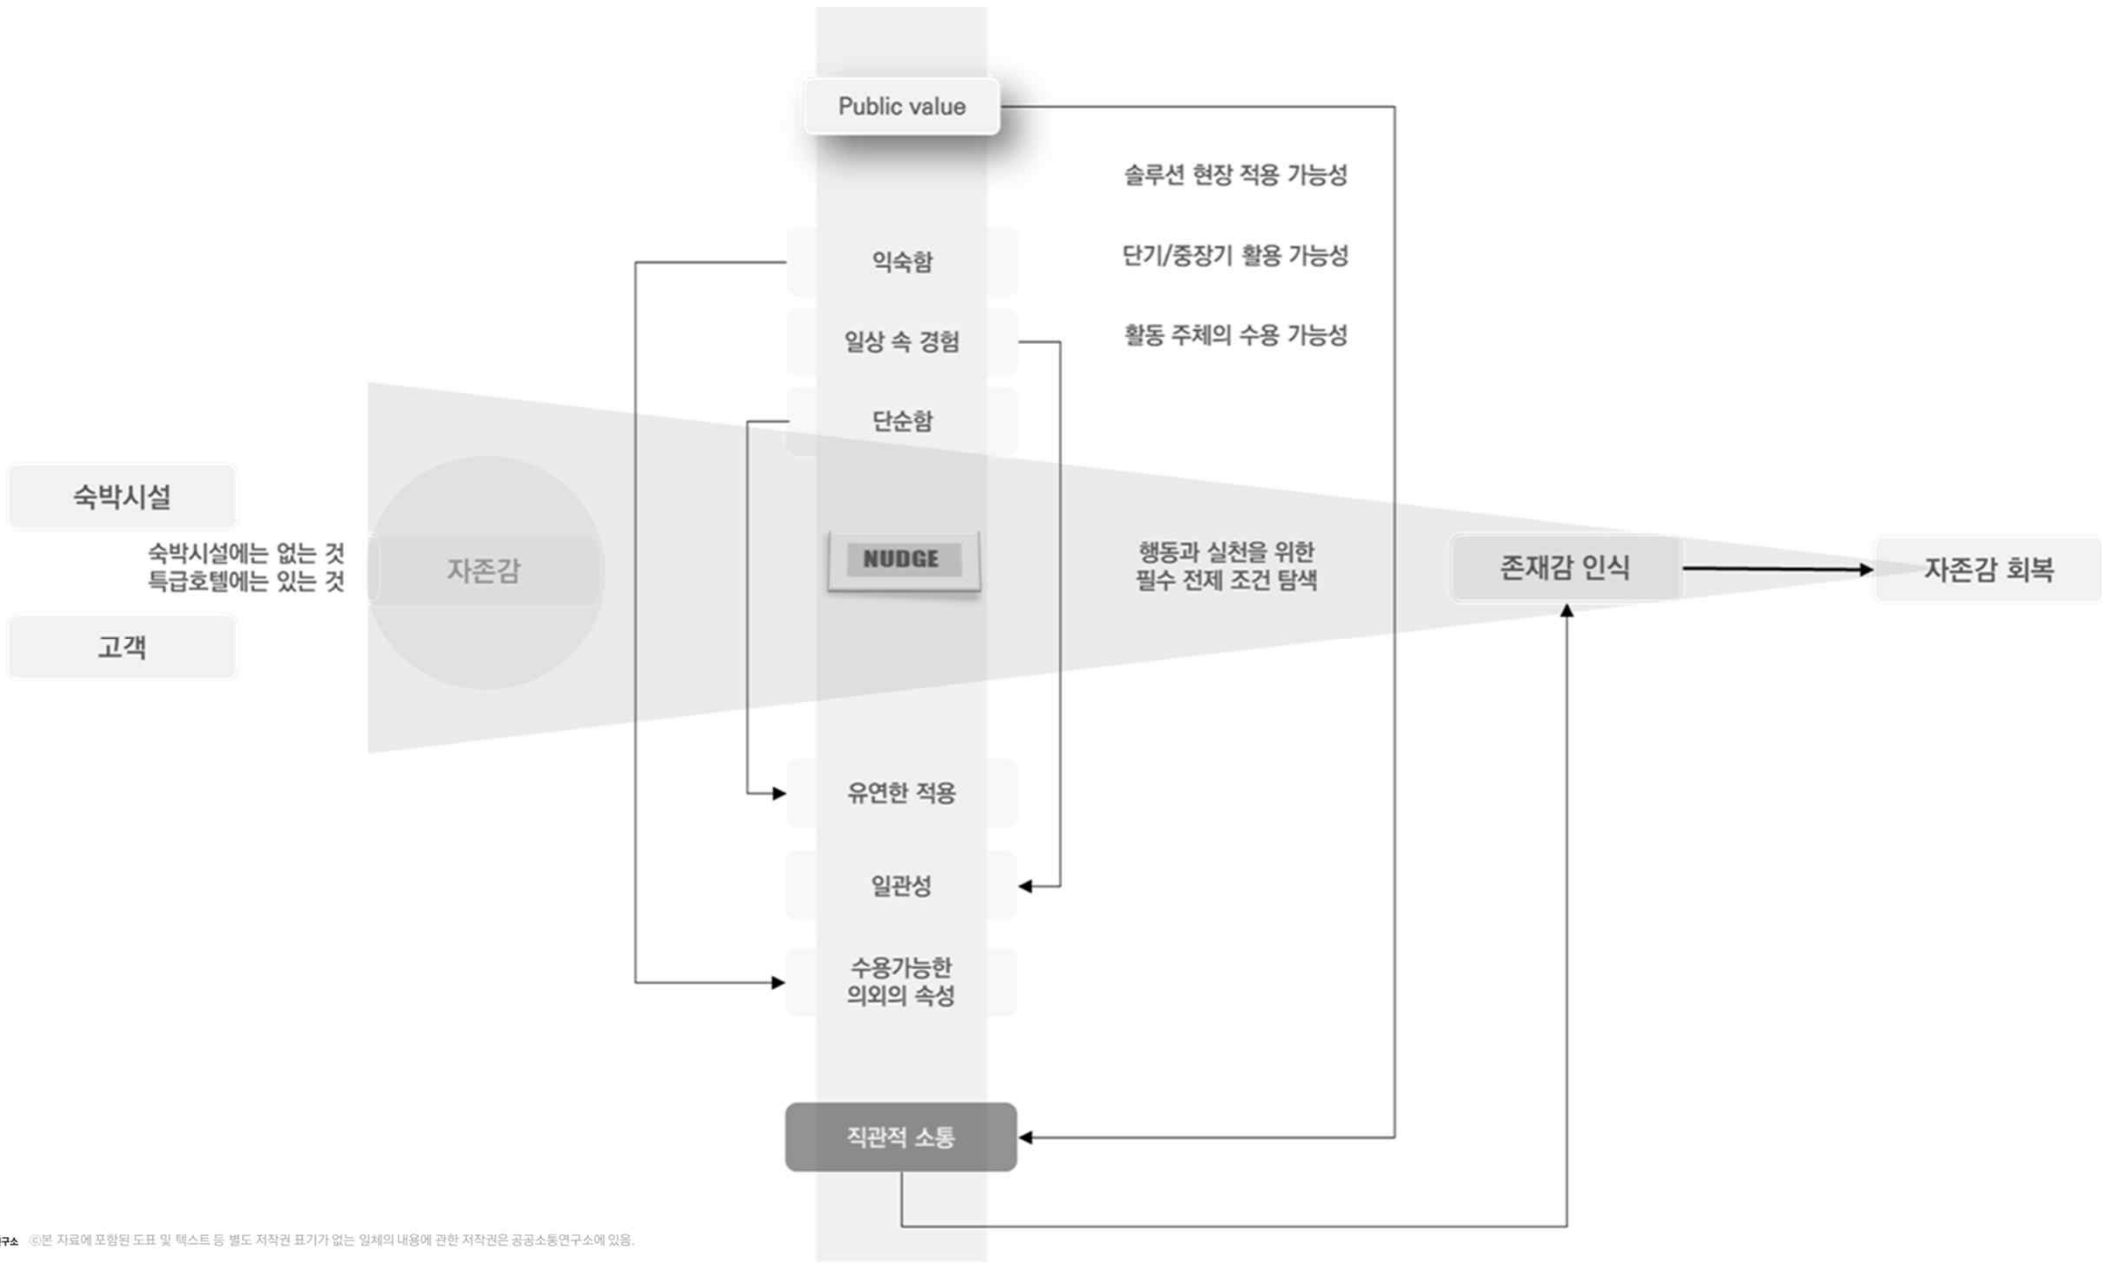 Public value
솔루션 현장 적용 가능성
단기/중장기 활용 가능성
활동 주체의 수용 가능성
익숙함
일상 속 경험
단순함
숙박시설
숙박시설에는 없는 것
특급호텔에는 있는 것
고객
자존감
NUDGE
행동과 실천을 위한
필수 전제 조건 탐색
존재감 인식
자존감 회복
유연한 적용
일관성
수용가능한
의외의 속성
직관적 소통
구소 ⓒ본 자료에 포함된 도표 및 텍스트 등 별도 저작권 표기가 없는 일체의 내용에 관한 저작권은 공공소통연구소에 있음.